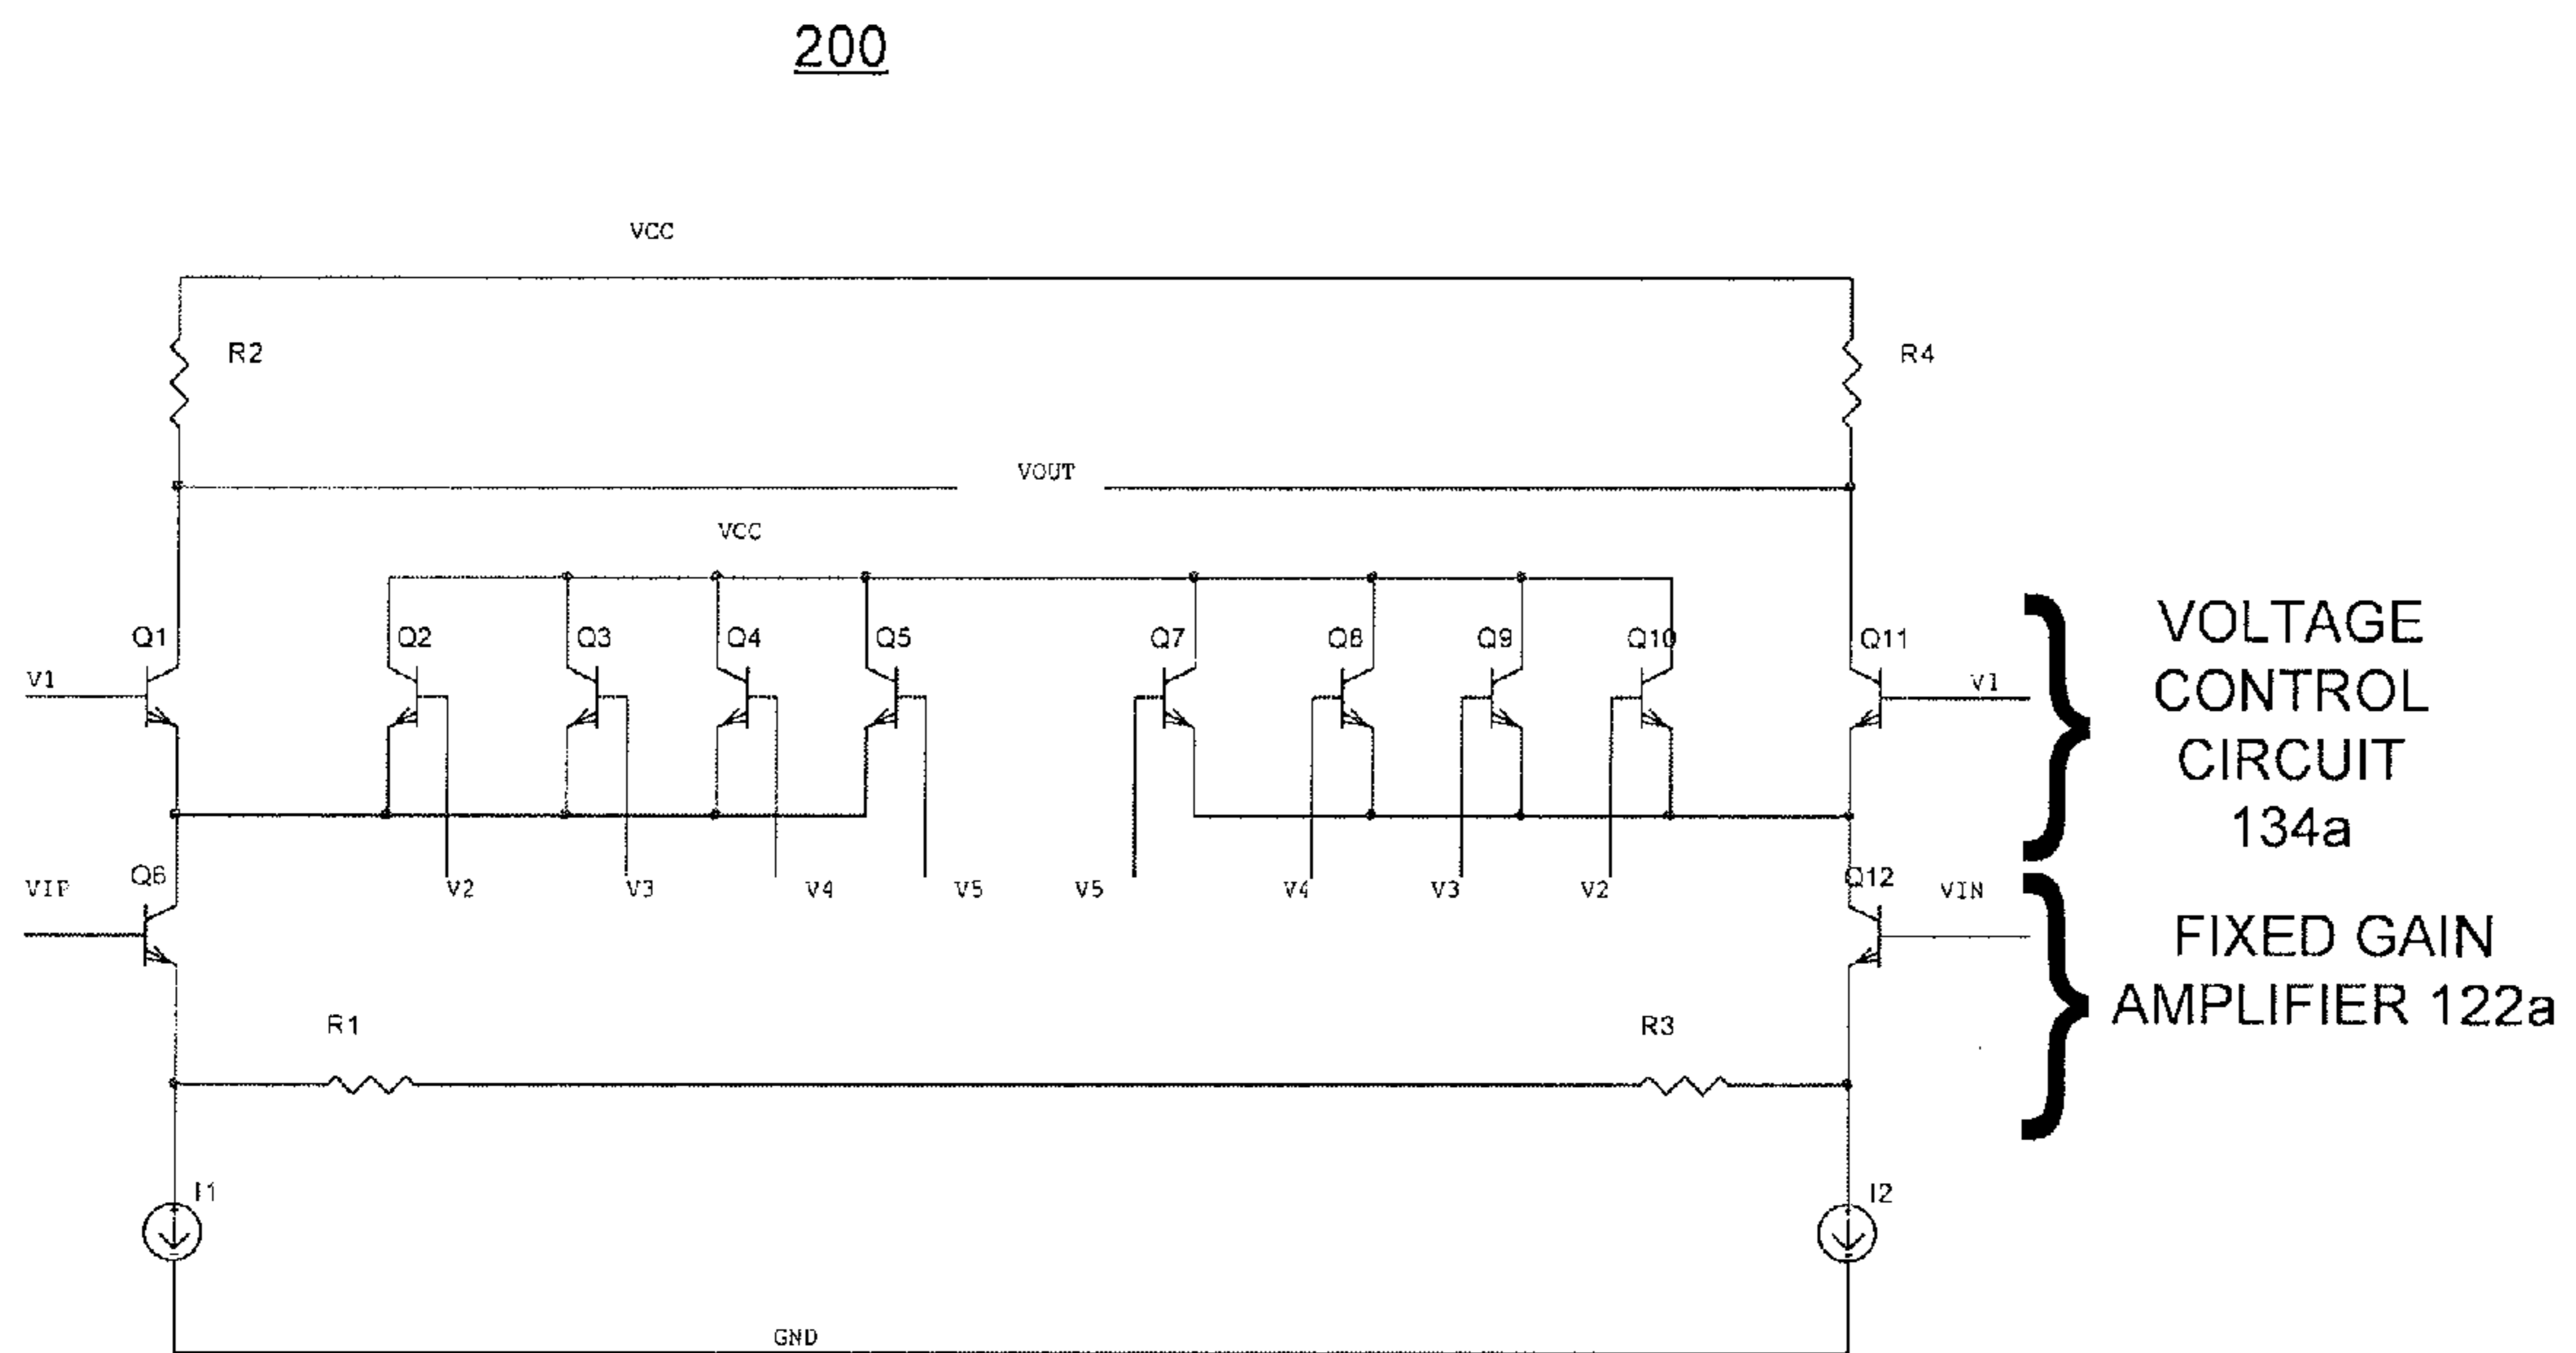 200
VCC
R2
R4
VOUT
VCC
Q1
Q2
Q3
Q4
Q5
Q7
Q8
Q9
Q10
Q11
V1
V1
VOLTAGE
CONTROL
CIRCUIT
134a
Q6
VIP
V2
V3
V4
V5
V5
V4
V3
V2
Q12
VIN
FIXED GAIN
AMPLIFIER 122a
R1
R3
I1
I2
GND